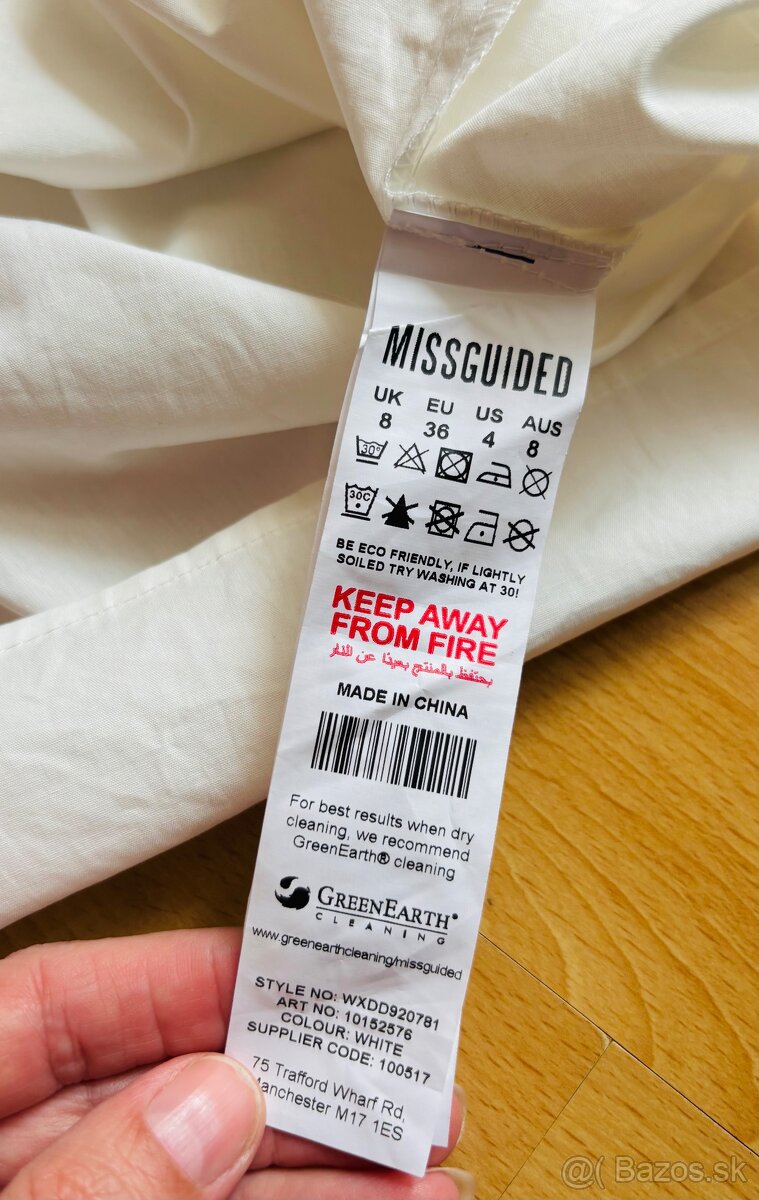 MISSGUIDED
UK EU US AUS
8 36 4 8
30°
30C
BE ECO FRIENDLY, IF LIGHTLY
SOILED TRY WASHING AT 30!
KEEP AWAY
FROM FIRE
يحتفظ بالمنتج بعيدًا عن النار
MADE IN CHINA
For best results when dry
cleaning, we recommend
GreenEarth® cleaning
GREENEARTH®
CLEANING
www.greenearthcleaning/missguided
STYLE NO: WXDD920781
ART NO: 10152576
COLOUR: WHITE
SUPPLIER CODE: 100517
75 Trafford Wharf Rd,
Manchester M17 1ES
@( Bazos.sk